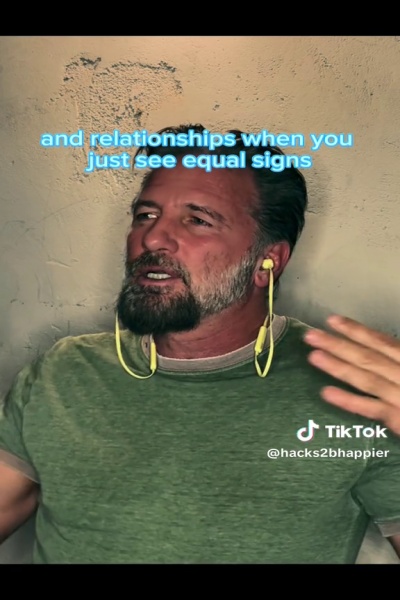 and relationships when you
just see equal signs
TikTok
@hacks2bhappier